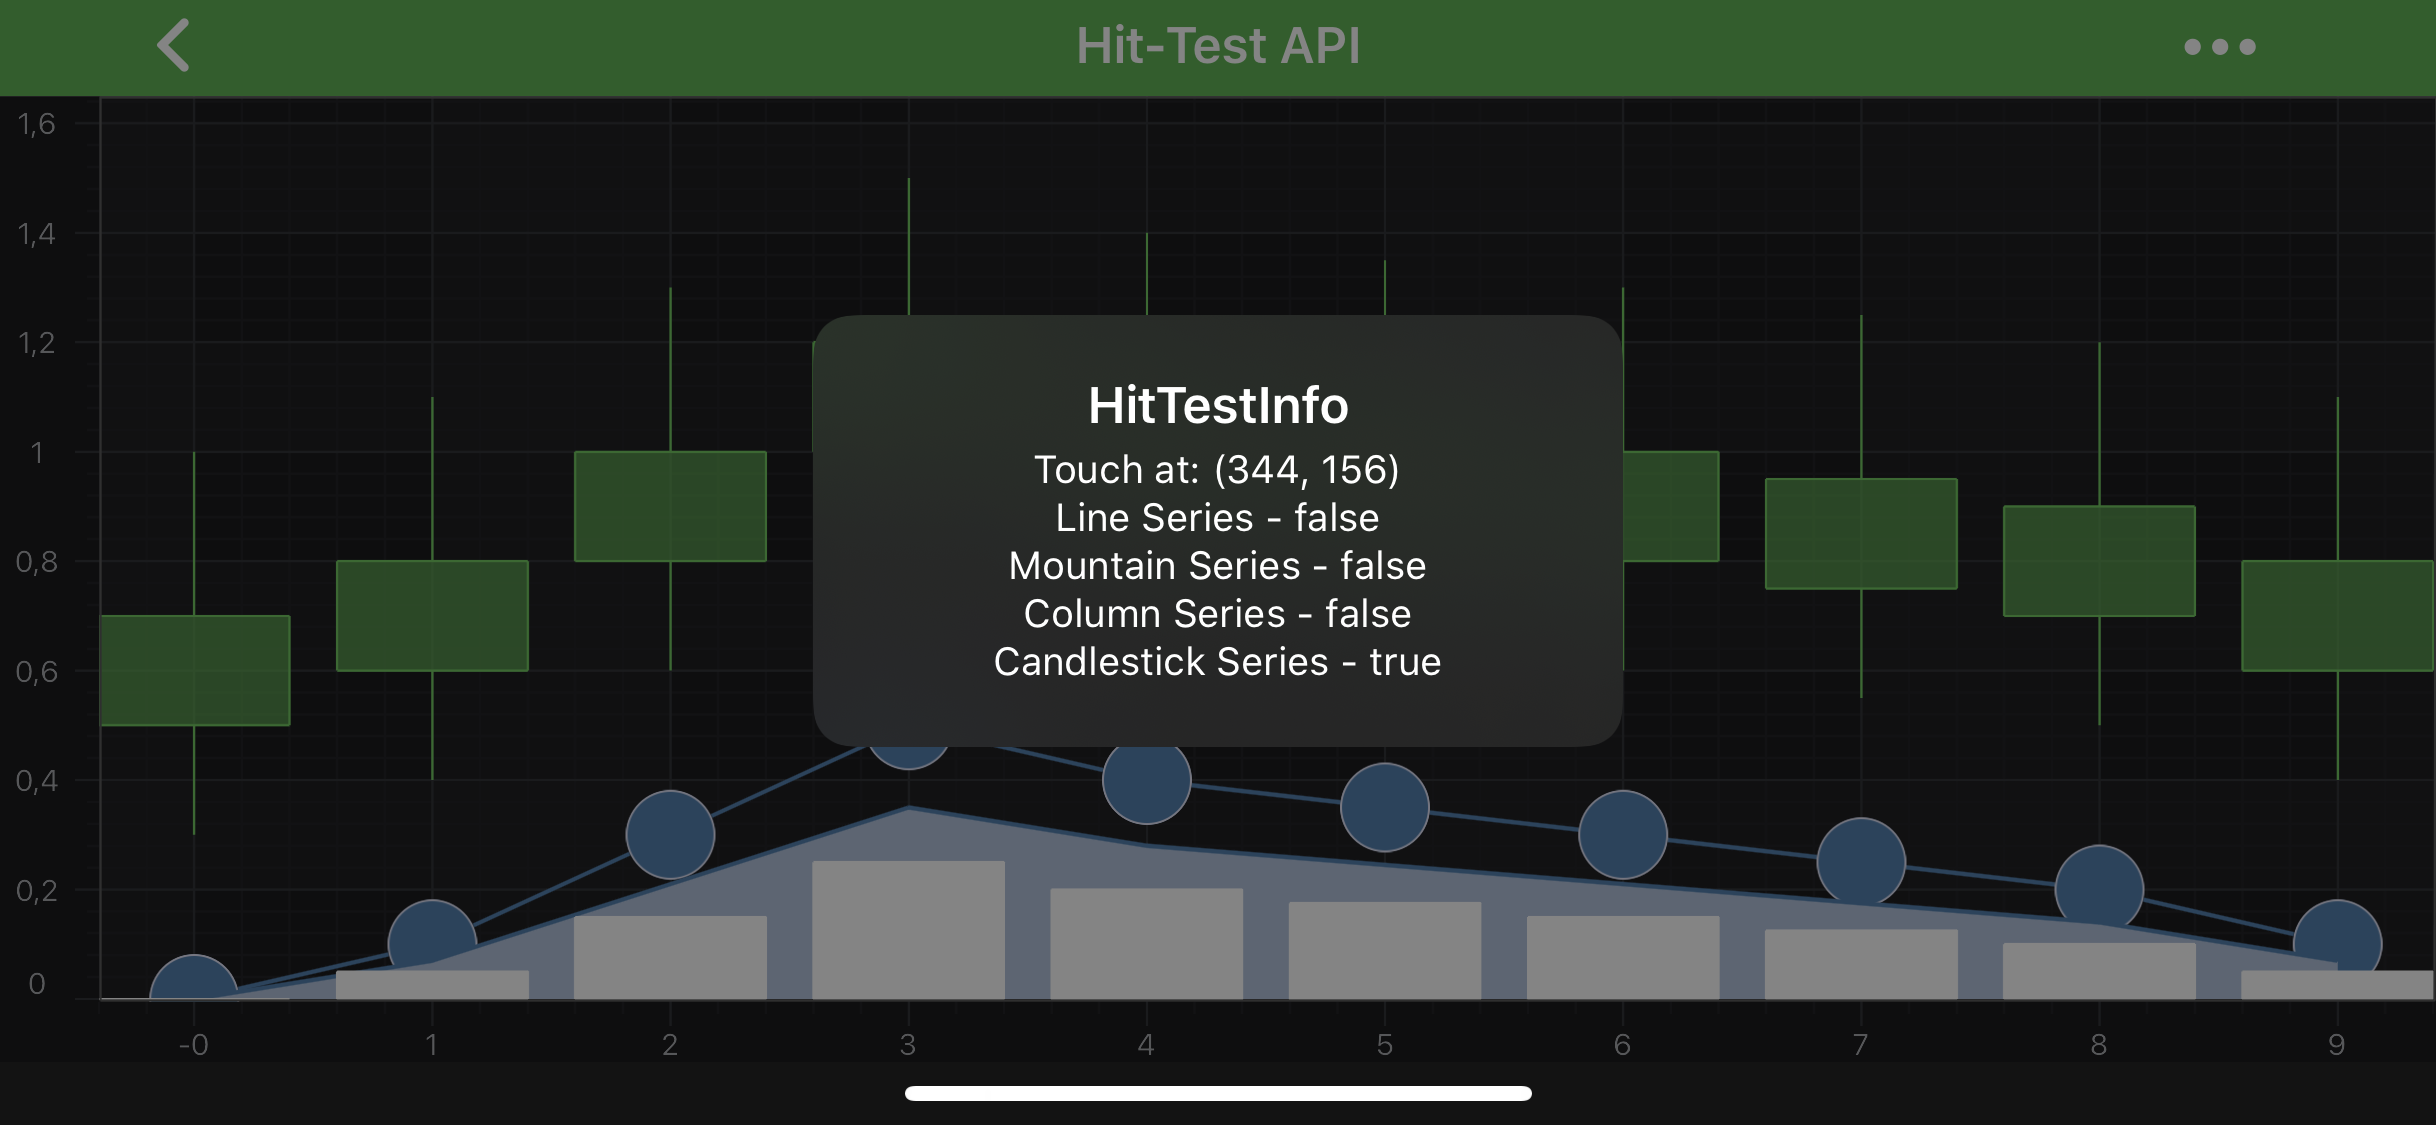 Hit-Test API
1,6
1,4
1,2
1
0,8
0,6
0,4
0,2
0
HitTestInfo
Touch at: (344, 156)
Line Series - false
Mountain Series - false
Column Series - false
Candlestick Series - true
-0 1 2 3 4 5 6 7 8 9